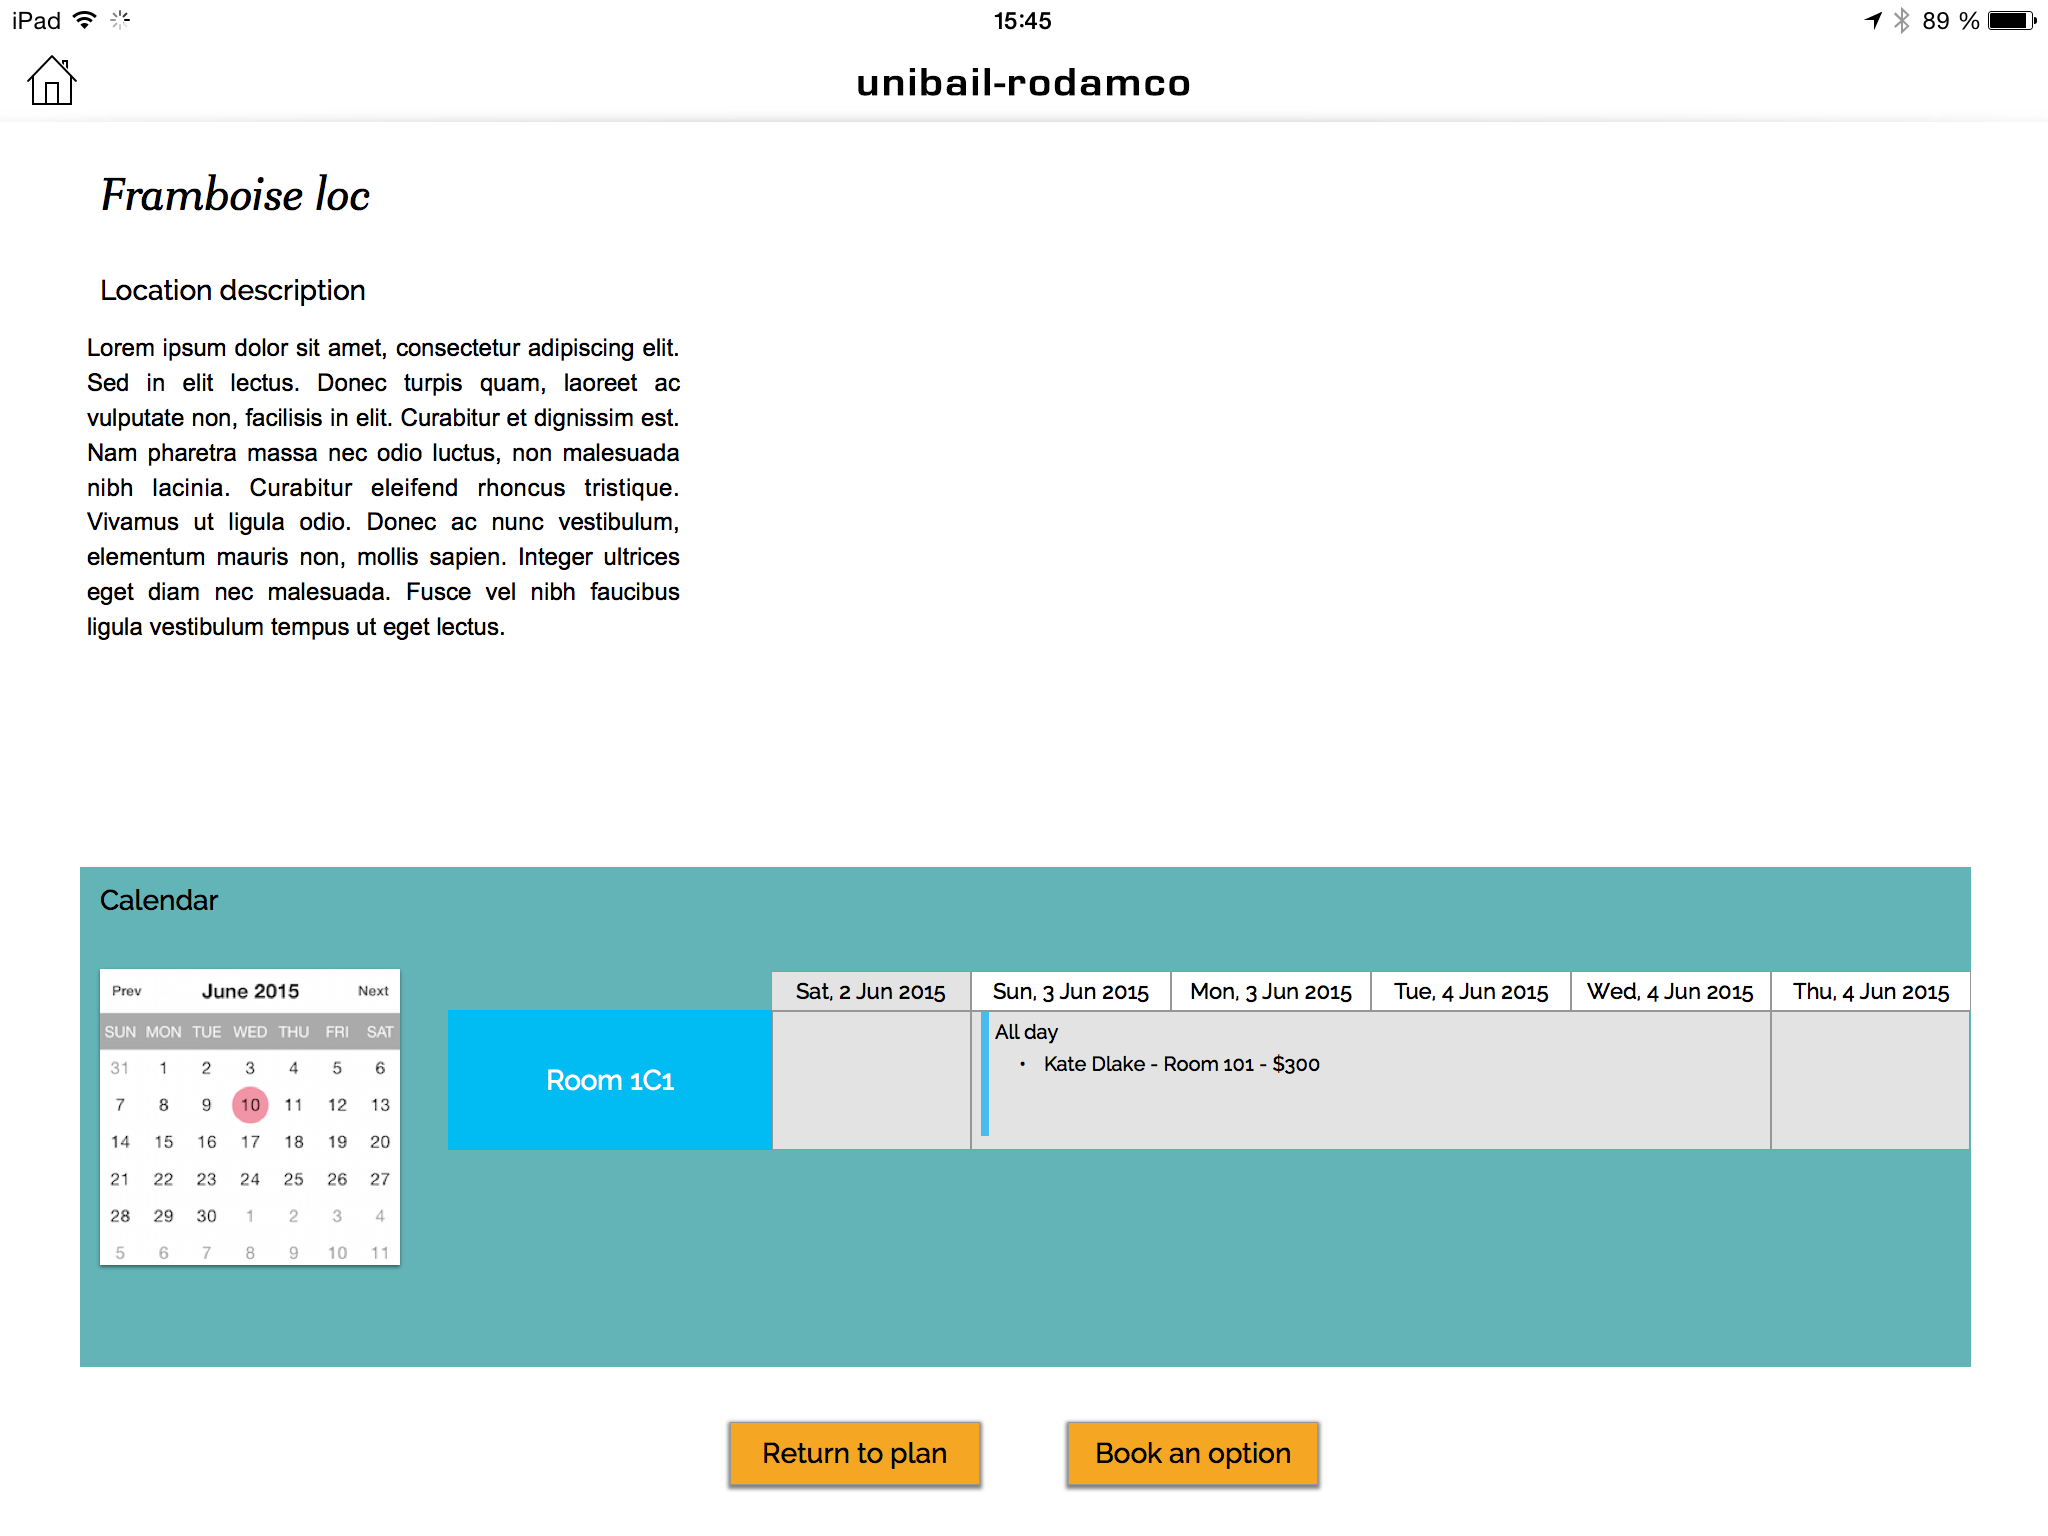 iPad 15:45 89 %
unibail-rodamco
Framboise loc
Location description
Lorem ipsum dolor sit amet, consectetur adipiscing elit.
Sed in elit lectus. Donec turpis quam, laoreet ac
vulputate non, facilisis in elit. Curabitur et dignissim est.
Nam pharetra massa nec odio luctus, non malesuada
nibh lacinia. Curabitur eleifend rhoncus tristique.
Vivamus ut ligula odio. Donec ac nunc vestibulum,
elementum mauris non, mollis sapien. Integer ultrices
eget diam nec malesuada. Fusce vel nibh faucibus
ligula vestibulum tempus ut eget lectus.
Calendar
Prev June 2015 Next
SUN MON TUE WED THU FRI SAT
31 1 2 3 4 5 6
7 8 9 10 11 12 13
14 15 16 17 18 19 20
21 22 23 24 25 26 27
28 29 30 1 2 3 4
5 6 7 8 9 10 11
Sat, 2 Jun 2015 Sun, 3 Jun 2015 Mon, 3 Jun 2015 Tue, 4 Jun 2015 Wed, 4 Jun 2015 Thu, 4 Jun 2015
Room 1C1
All day
• Kate Dlake - Room 101 - $300
Return to plan Book an option